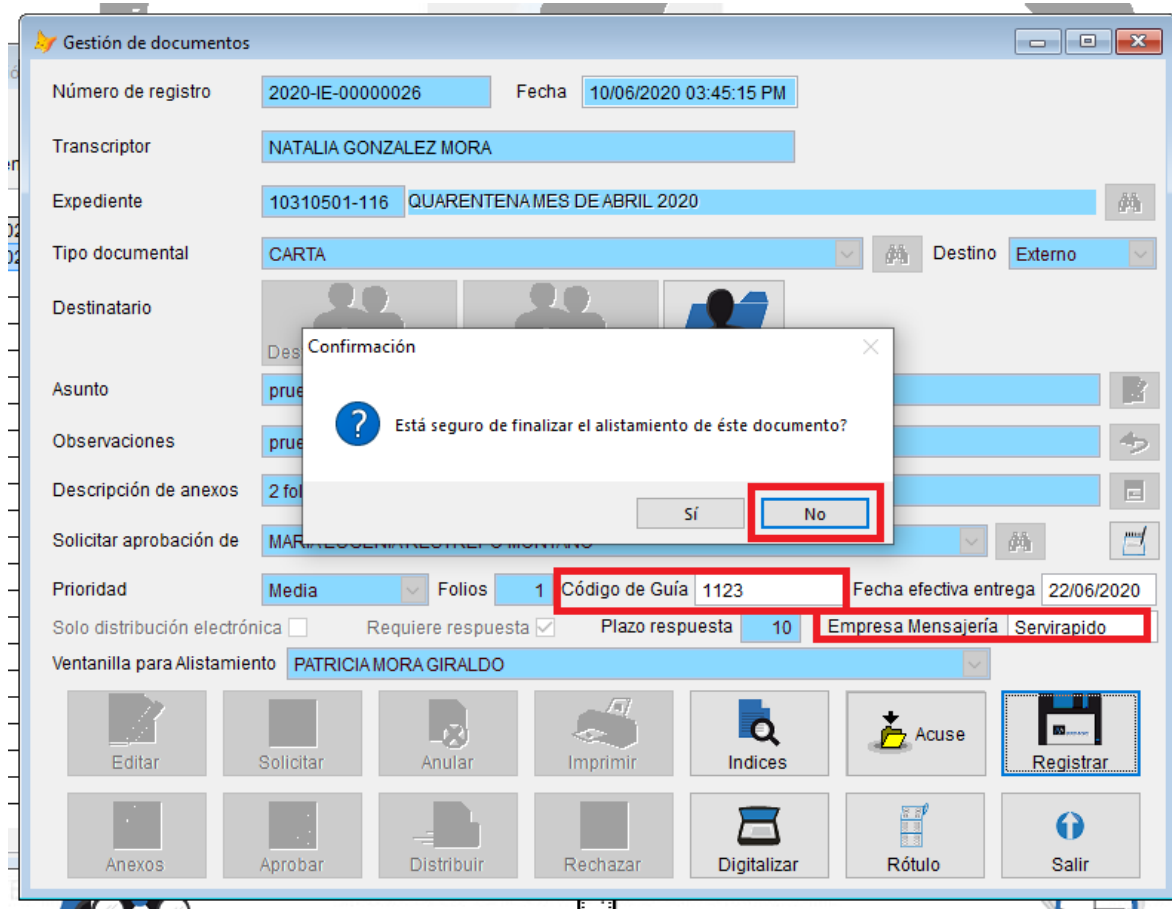 Gestión de documentos
Número de registro 2020-IE-00000026 Fecha 10/06/2020 03:45:15 PM
Transcriptor NATALIA GONZALEZ MORA
Expediente 10310501-116 QUARENTENA MES DE ABRIL 2020
Tipo documental CARTA Destino Externo
Destinatario
Des
Confirmación
Está seguro de finalizar el alistamiento de éste documento?
Sí No
Asunto prue
Observaciones prue
Descripción de anexos 2 fol
Solicitar aprobación de
Prioridad Media Folios 1 Código de Guía 1123 Fecha efectiva entrega 22/06/2020
Solo distribución electrónica Requiere respuesta Plazo respuesta 10 Empresa Mensajería Servirapido
Ventanilla para Alistamiento PATRICIA MORA GIRALDO
Editar Solicitar Anular Imprimir Indices Acuse Registrar
Anexos Aprobar Distribuir Rechazar Digitalizar Rótulo Salir